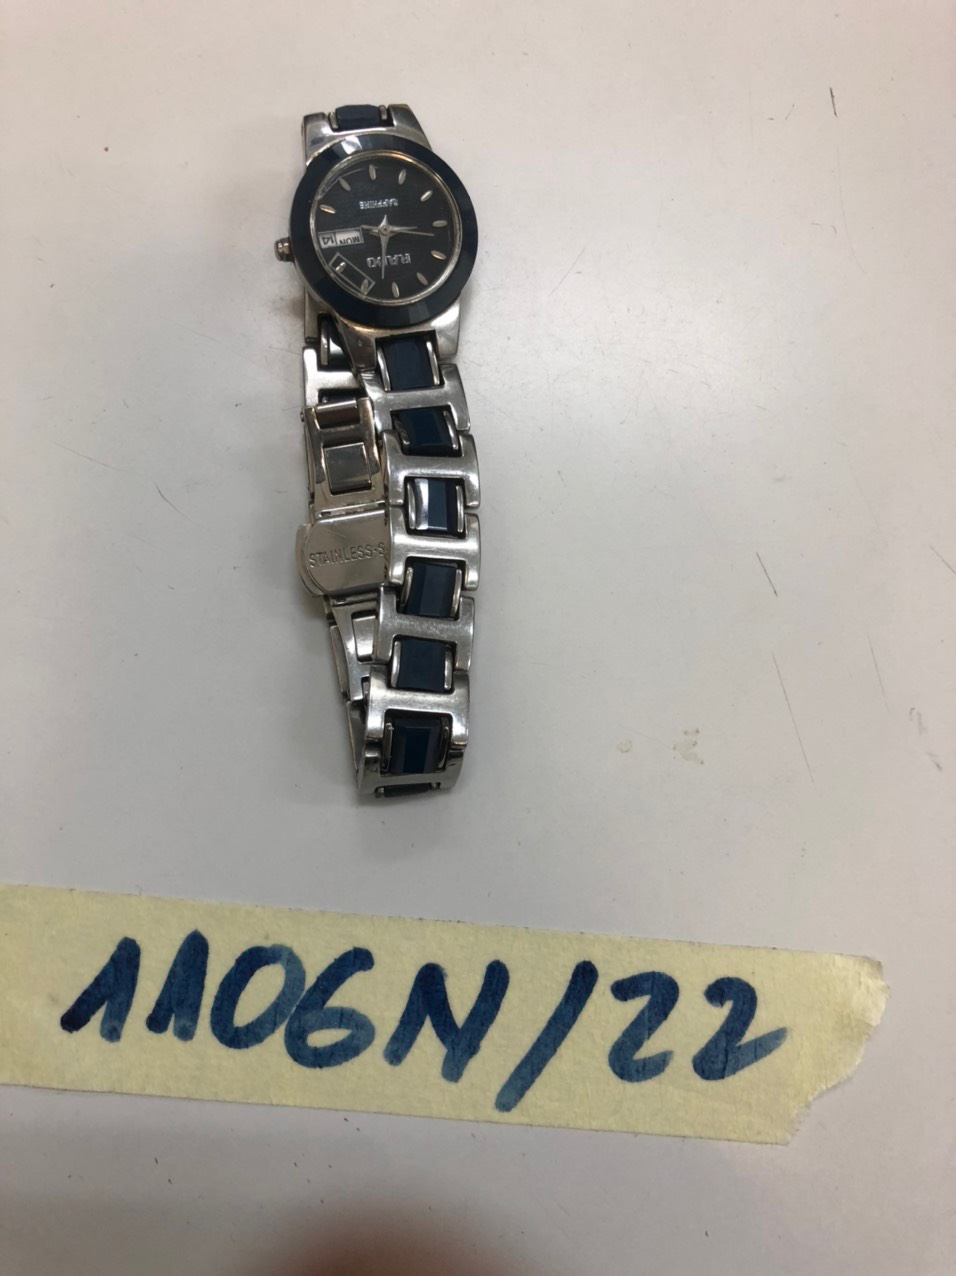 SAPPHIRE
MON 14
STAINLESS-S
1106N/22